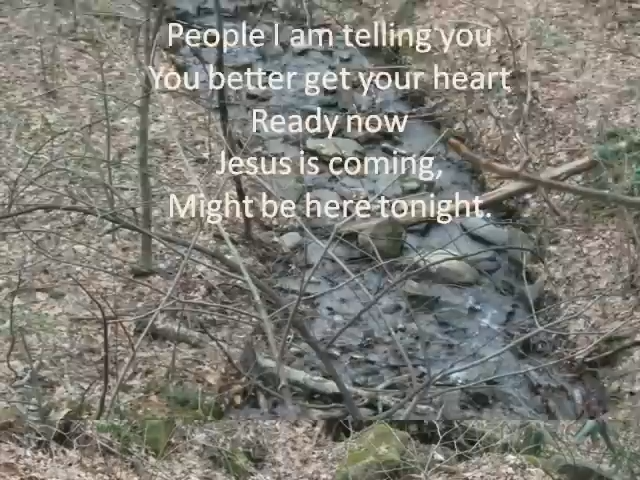 People I am telling you
You better get your heart
Ready now
Jesus is coming,
Might be here tonight.